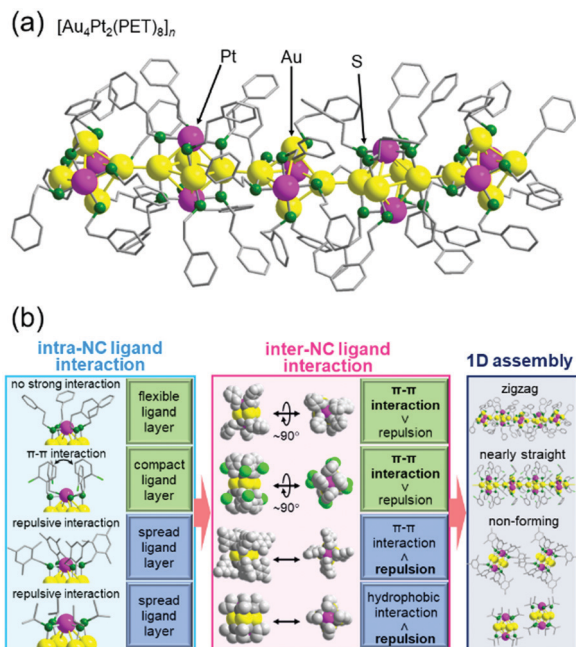 (a) [Au4Pt2(PET)8]n
Pt
Au
S
(b)
intra-NC ligand
interaction
inter-NC ligand
interaction
1D assembly
no strong interaction
flexible
ligand
layer
~90°
π-π
interaction
∨
repulsion
zigzag
π-π interaction
compact
ligand
layer
~90°
π-π
interaction
∨
repulsion
nearly straight
repulsive interaction
spread
ligand
layer
π-π
interaction
∧
repulsion
non-forming
repulsive interaction
spread
ligand
layer
hydrophobic
interaction
∧
repulsion